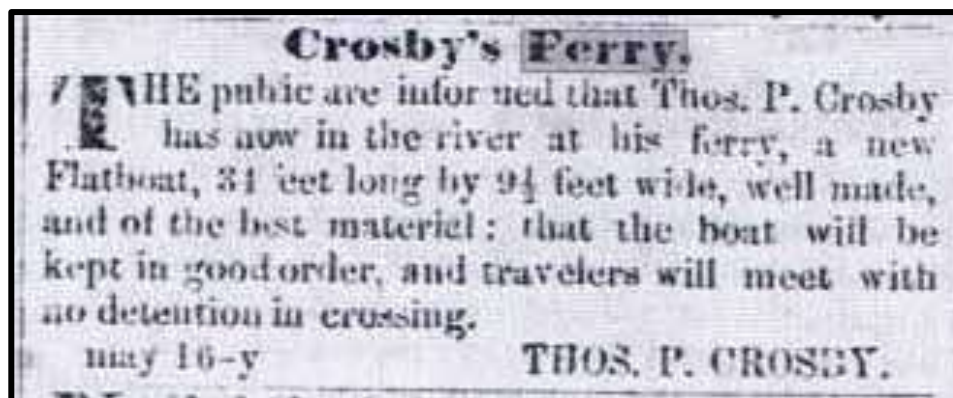 Crosby's Ferry.
THE public are informed that Thos. P. Crosby
has now in the river at his ferry, a new
Flatboat, 34 feet long by 9½ feet wide, well made,
and of the best material: that the boat will be
kept in good order, and travelers will meet with
no detention in crossing.
may 16-y THOS. P. CROSBY.